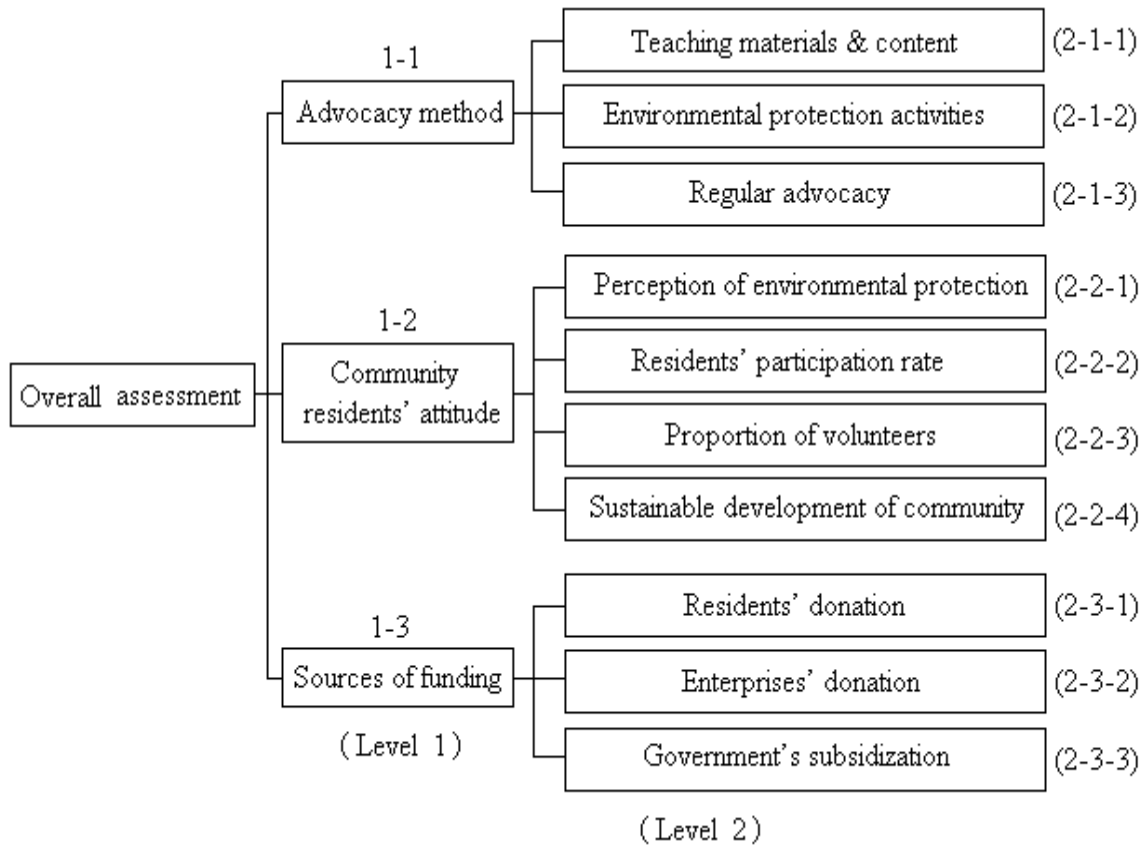 Teaching materials & content (2-1-1)
1-1
Advocacy method
Environmental protection activities (2-1-2)
Regular advocacy (2-1-3)
Perception of environmental protection (2-2-1)
1-2
Community
residents’ attitude
Residents’ participation rate (2-2-2)
Overall assessment
Proportion of volunteers (2-2-3)
Sustainable development of community (2-2-4)
Residents’ donation (2-3-1)
1-3
Sources of funding
Enterprises’ donation (2-3-2)
(Level 1)
Government’s subsidization (2-3-3)
(Level 2)